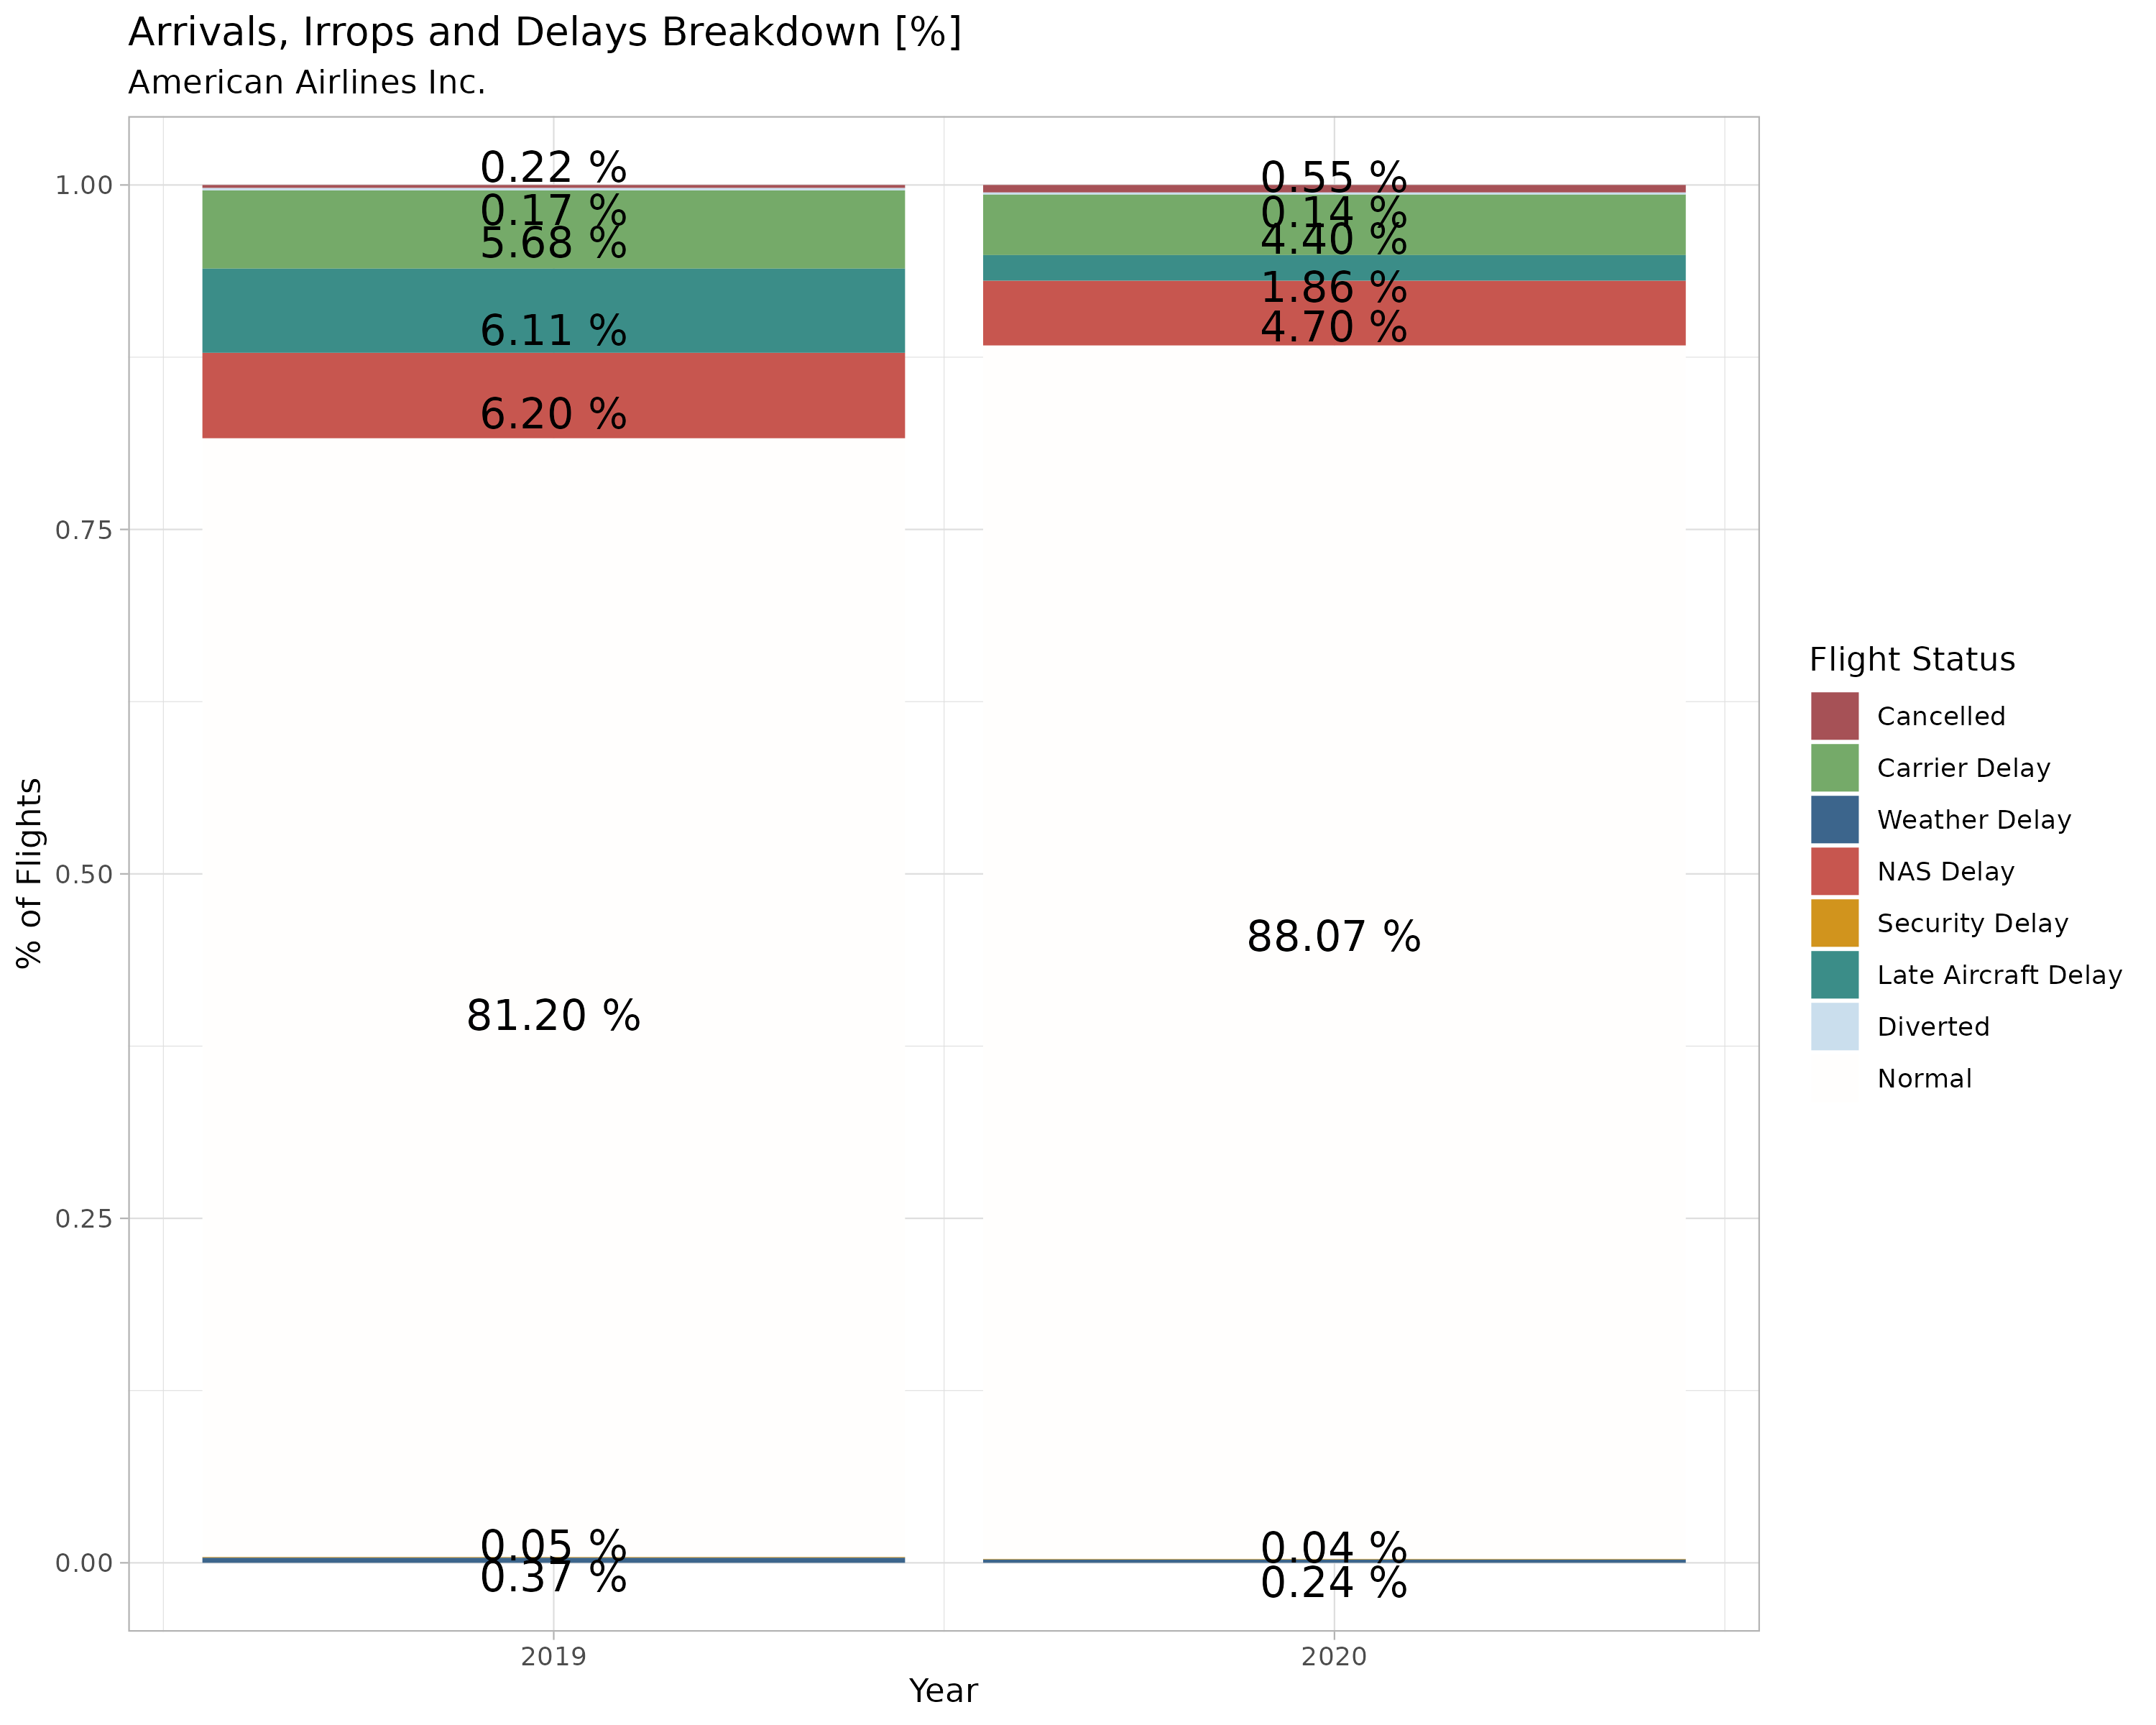 Arrivals, Irrops and Delays Breakdown [%]
American Airlines Inc.
% of Flights
1.00
0.75
0.50
0.25
0.00
0.22 %
0.17 %
5.68 %
6.11 %
6.20 %
81.20 %
0.05 %
0.37 %
0.55 %
0.14 %
4.40 %
1.86 %
4.70 %
88.07 %
0.04 %
0.24 %
2019
2020
Year
Flight Status
Cancelled
Carrier Delay
Weather Delay
NAS Delay
Security Delay
Late Aircraft Delay
Diverted
Normal